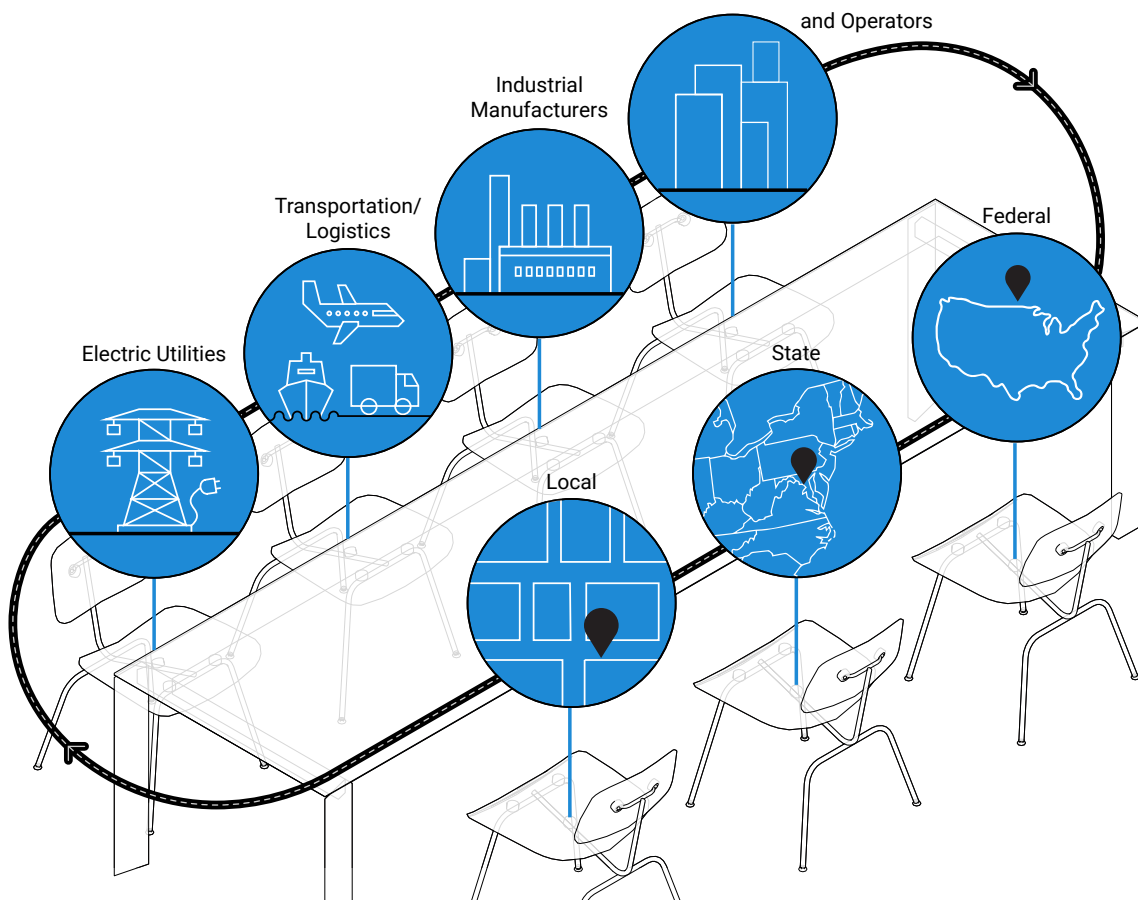 and Operators
Industrial
Manufacturers
Transportation/
Logistics
Federal
Electric Utilities
State
Local